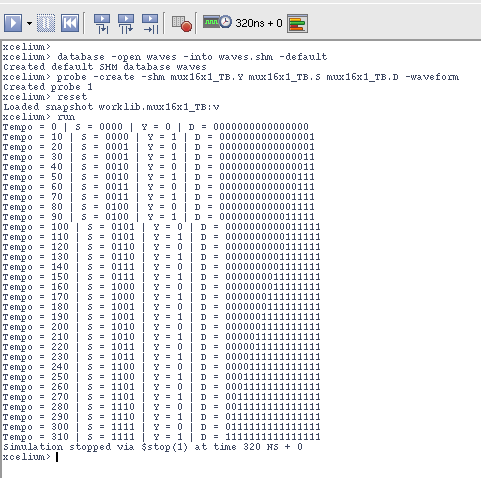 320ns + 0
xcelium>
xcelium> database -open waves -into waves.shm -default
Created default SHM database waves
xcelium> probe -create -shm mux16x1_TB.Y mux16x1_TB.S mux16x1_TB.D -waveform
Created probe 1
xcelium> reset
Loaded snapshot worklib.mux16x1_TB:v
xcelium> run
Tempo = 0 | S = 0000 | Y = 0 | D = 0000000000000000
Tempo = 10 | S = 0000 | Y = 1 | D = 0000000000000001
Tempo = 20 | S = 0001 | Y = 0 | D = 0000000000000001
Tempo = 30 | S = 0001 | Y = 1 | D = 0000000000000011
Tempo = 40 | S = 0010 | Y = 0 | D = 0000000000000011
Tempo = 50 | S = 0010 | Y = 1 | D = 0000000000000111
Tempo = 60 | S = 0011 | Y = 0 | D = 0000000000000111
Tempo = 70 | S = 0011 | Y = 1 | D = 0000000000001111
Tempo = 80 | S = 0100 | Y = 0 | D = 0000000000001111
Tempo = 90 | S = 0100 | Y = 1 | D = 0000000000011111
Tempo = 100 | S = 0101 | Y = 0 | D = 0000000000011111
Tempo = 110 | S = 0101 | Y = 1 | D = 0000000000111111
Tempo = 120 | S = 0110 | Y = 0 | D = 0000000000111111
Tempo = 130 | S = 0110 | Y = 1 | D = 0000000001111111
Tempo = 140 | S = 0111 | Y = 0 | D = 0000000001111111
Tempo = 150 | S = 0111 | Y = 1 | D = 0000000011111111
Tempo = 160 | S = 1000 | Y = 0 | D = 0000000011111111
Tempo = 170 | S = 1000 | Y = 1 | D = 0000000111111111
Tempo = 180 | S = 1001 | Y = 0 | D = 0000000111111111
Tempo = 190 | S = 1001 | Y = 1 | D = 0000001111111111
Tempo = 200 | S = 1010 | Y = 0 | D = 0000001111111111
Tempo = 210 | S = 1010 | Y = 1 | D = 0000011111111111
Tempo = 220 | S = 1011 | Y = 0 | D = 0000011111111111
Tempo = 230 | S = 1011 | Y = 1 | D = 0000111111111111
Tempo = 240 | S = 1100 | Y = 0 | D = 0000111111111111
Tempo = 250 | S = 1100 | Y = 1 | D = 0001111111111111
Tempo = 260 | S = 1101 | Y = 0 | D = 0001111111111111
Tempo = 270 | S = 1101 | Y = 1 | D = 0011111111111111
Tempo = 280 | S = 1110 | Y = 0 | D = 0011111111111111
Tempo = 290 | S = 1110 | Y = 1 | D = 0111111111111111
Tempo = 300 | S = 1111 | Y = 0 | D = 0111111111111111
Tempo = 310 | S = 1111 | Y = 1 | D = 1111111111111111
Simulation stopped via $stop(1) at time 320 NS + 0
xcelium>